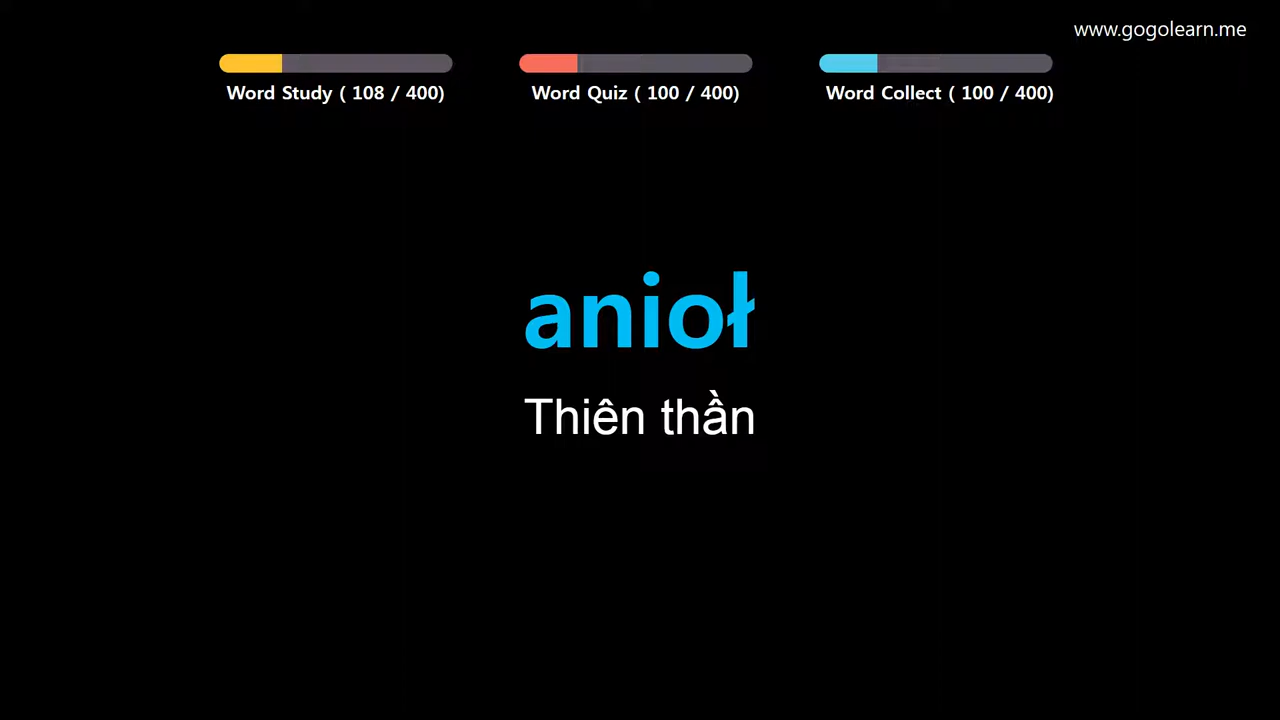 www.gogolearn.me
Word Study ( 108 / 400)
Word Quiz ( 100 / 400)
Word Collect ( 100 / 400)
anioł
Thiên thần